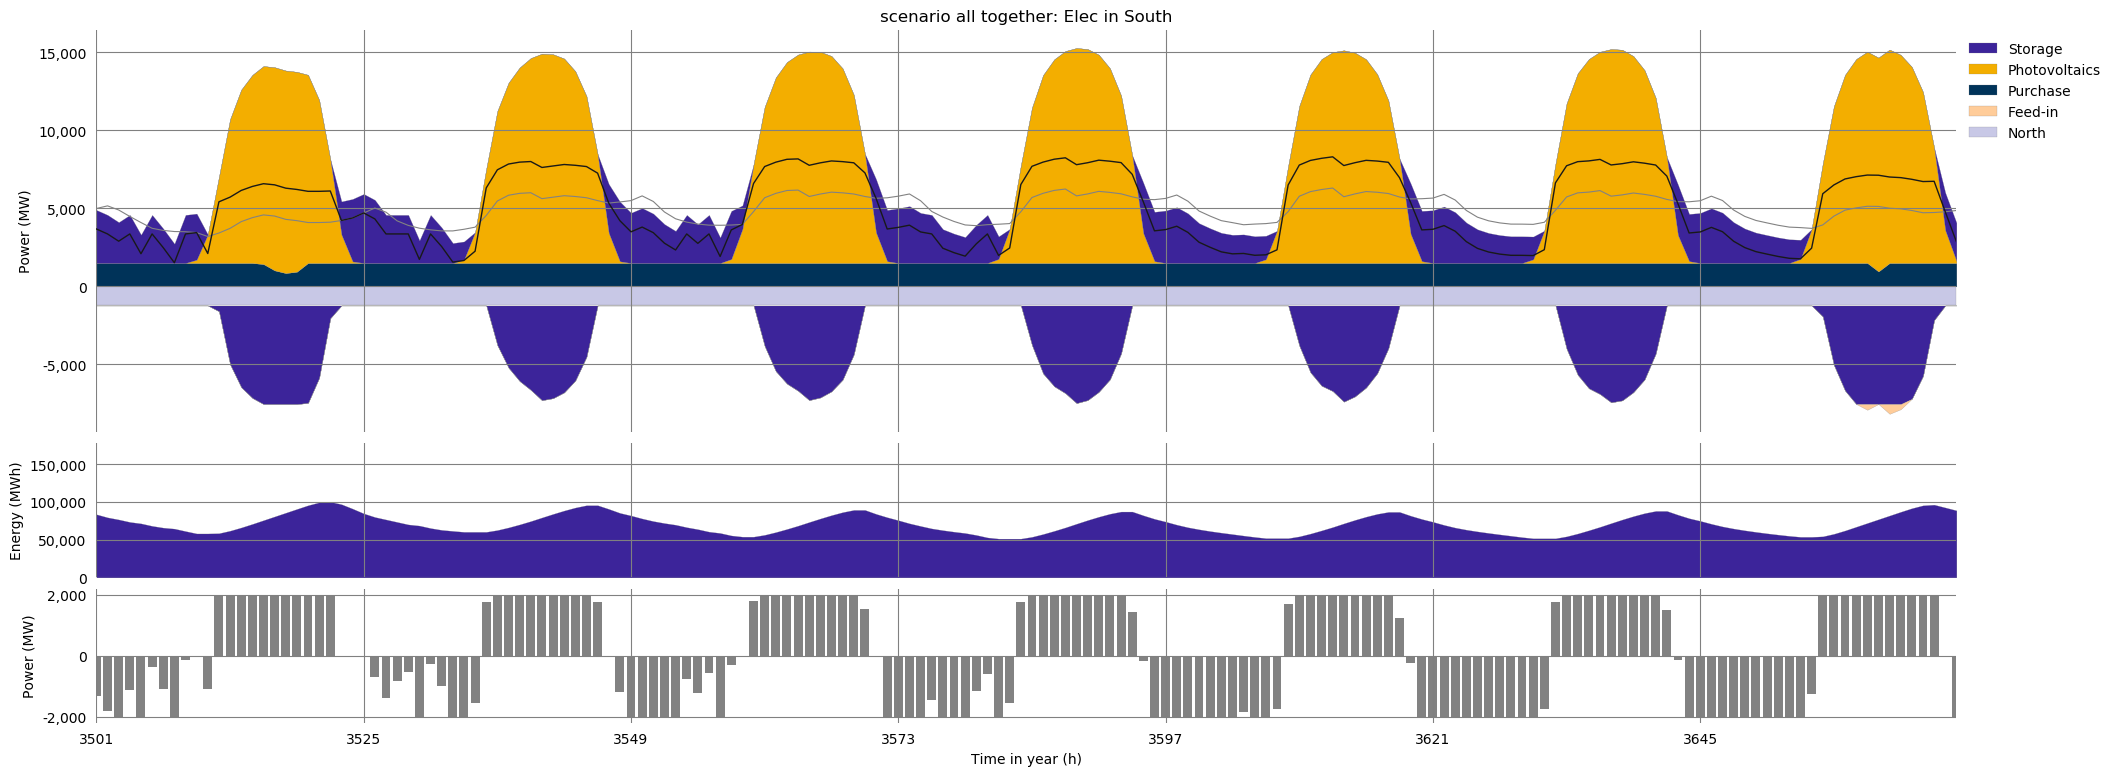 scenario all together: Elec in South
15,000
10,000
5,000
0
-5,000
Power (MW)
Storage
Photovoltaics
Purchase
Feed-in
North
150,000
100,000
50,000
0
Energy (MWh)
2,000
0
-2,000
Power (MW)
3501
3525
3549
3573
3597
3621
3645
Time in year (h)